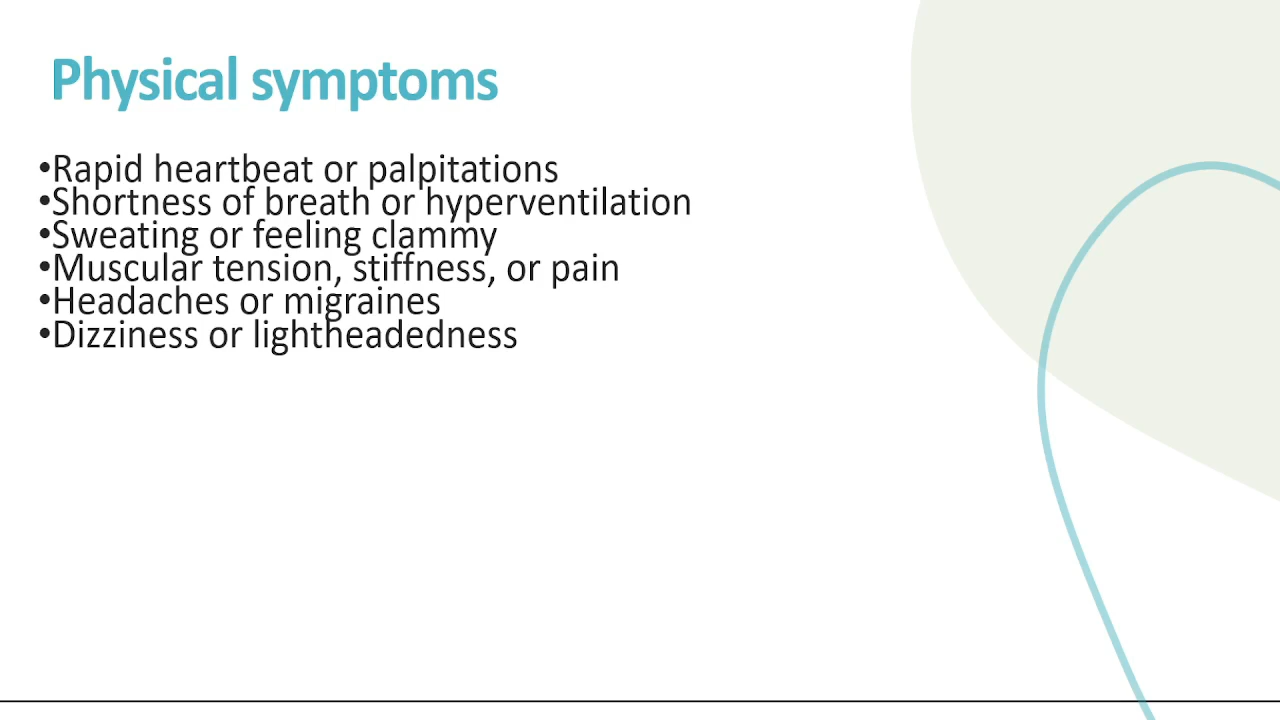 Physical symptoms
•Rapid heartbeat or palpitations
•Shortness of breath or hyperventilation
•Sweating or feeling clammy
•Muscular tension, stiffness, or pain
•Headaches or migraines
•Dizziness or lightheadedness